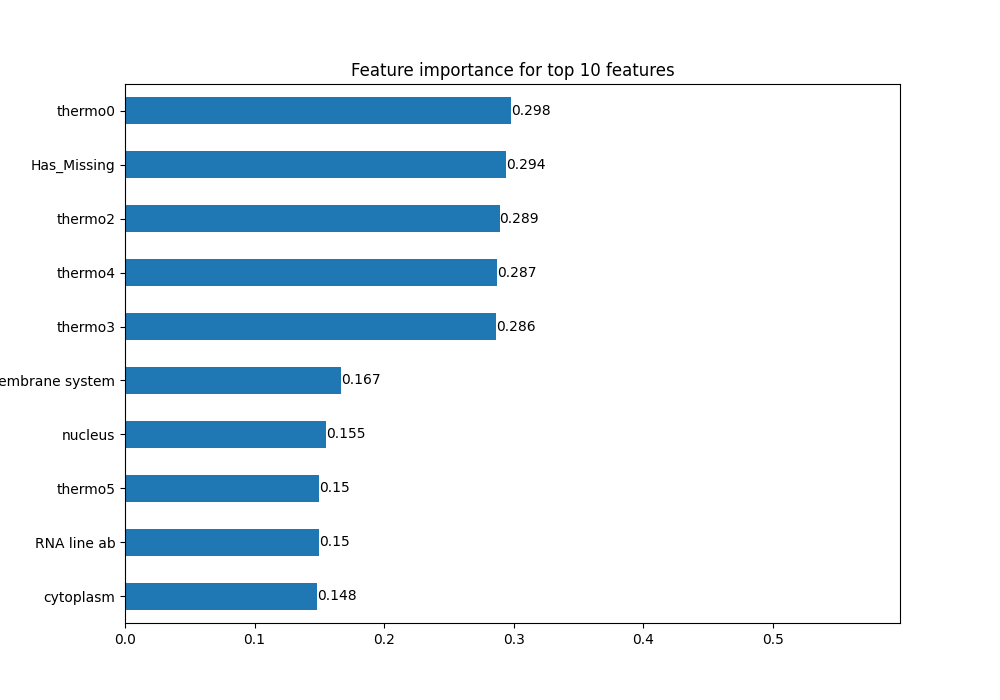 Feature importance for top 10 features
thermo0 0.298
Has_Missing 0.294
thermo2 0.289
thermo4 0.287
thermo3 0.286
embrane system 0.167
nucleus 0.155
thermo5 0.15
RNA line ab 0.15
cytoplasm 0.148
0.0 0.1 0.2 0.3 0.4 0.5